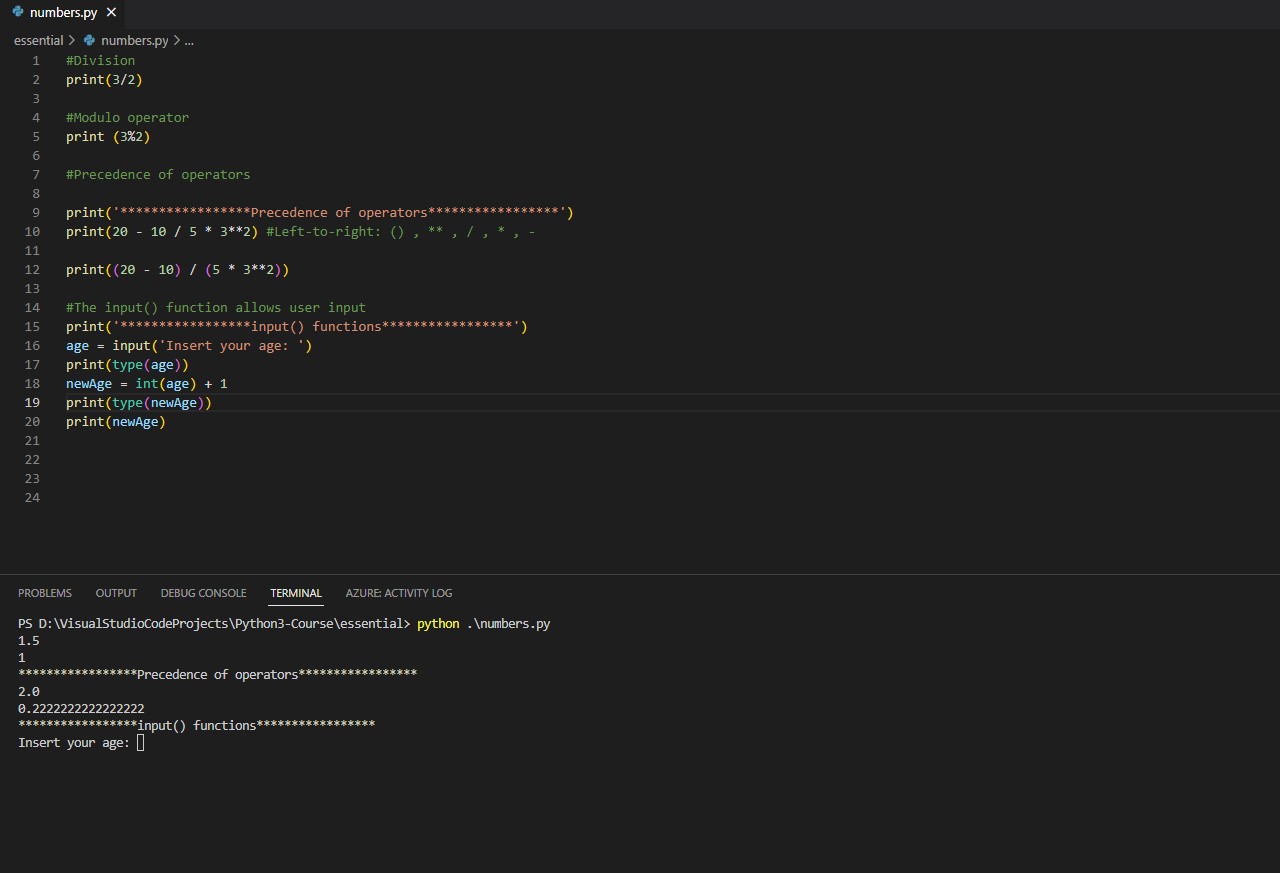 numbers.py ×
essential > numbers.py > ...
1 #Division
2 print(3/2)
3
4 #Modulo operator
5 print (3%2)
6
7 #Precedence of operators
8
9 print('*****************Precedence of operators*****************')
10 print(20 - 10 / 5 * 3**2) #Left-to-right: () , ** , / , * , -
11
12 print((20 - 10) / (5 * 3**2))
13
14 #The input() function allows user input
15 print('*****************input() functions*****************')
16 age = input('Insert your age: ')
17 print(type(age))
18 newAge = int(age) + 1
19 print(type(newAge))
20 print(newAge)
21
22
23
24
PROBLEMS OUTPUT DEBUG CONSOLE TERMINAL AZURE: ACTIVITY LOG
PS D:\VisualStudioCodeProjects\Python3-Course\essential> python .\numbers.py
1.5
1
*****************Precedence of operators*****************
2.0
0.2222222222222222
*****************input() functions*****************
Insert your age: